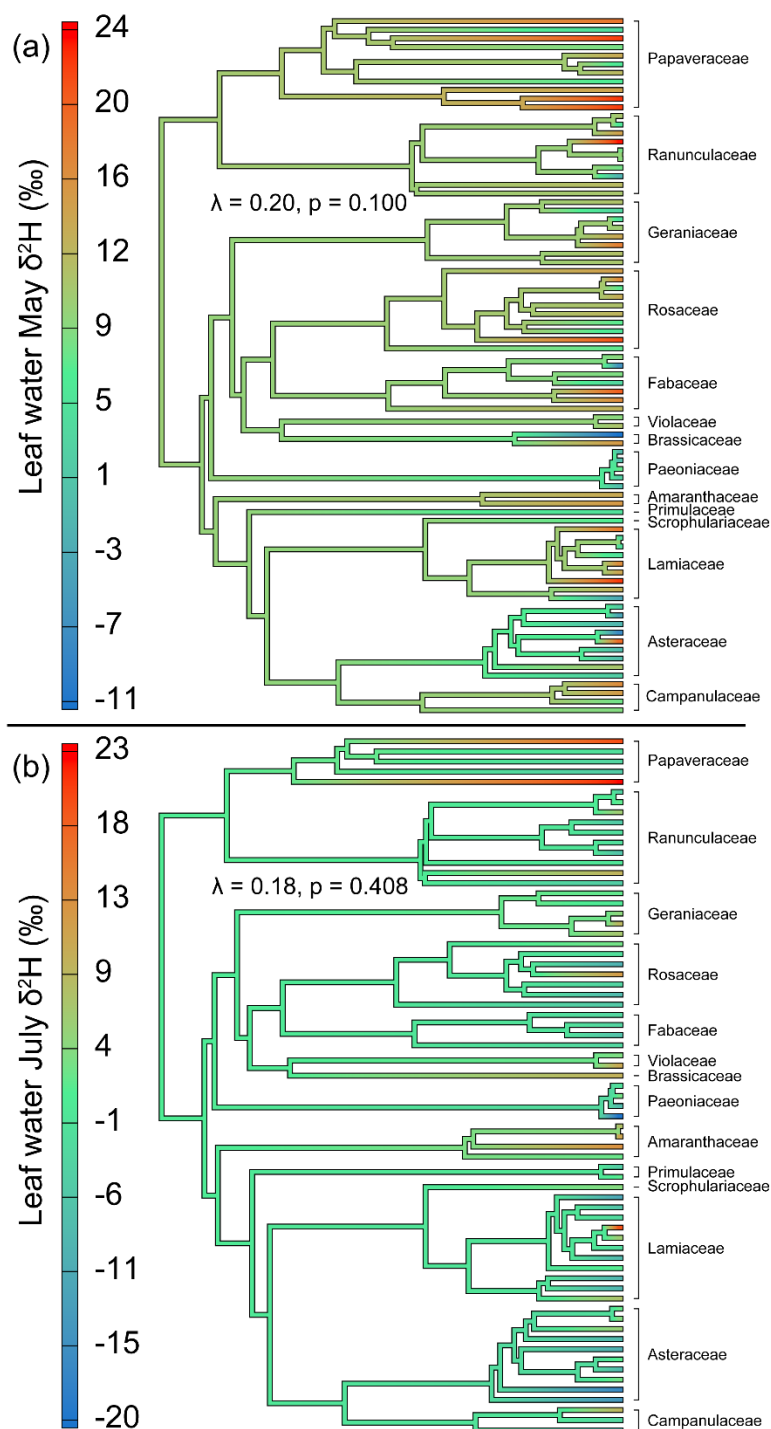 (a)
Leaf water May δ²H (‰)
24
20
16
12
9
5
1
-3
-7
-11
λ = 0.20, p = 0.100
Papaveraceae
Ranunculaceae
Geraniaceae
Rosaceae
Fabaceae
Violaceae
Brassicaceae
Paeoniaceae
Amaranthaceae
Primulaceae
Scrophulariaceae
Lamiaceae
Asteraceae
Campanulaceae
(b)
Leaf water July δ²H (‰)
23
18
13
9
4
-1
-6
-11
-15
-20
λ = 0.18, p = 0.408
Papaveraceae
Ranunculaceae
Geraniaceae
Rosaceae
Fabaceae
Violaceae
Brassicaceae
Paeoniaceae
Amaranthaceae
Primulaceae
Scrophulariaceae
Lamiaceae
Asteraceae
Campanulaceae